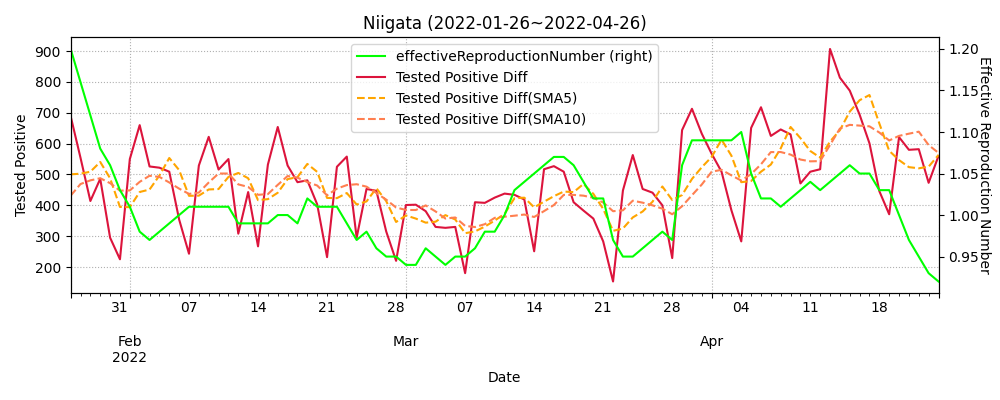 Niigata (2022-01-26~2022-04-26)
effectiveReproductionNumber (right)
Tested Positive Diff
Tested Positive Diff(SMA5)
Tested Positive Diff(SMA10)
Tested Positive
900
800
700
600
500
400
300
200
1.20
1.15
1.10
1.05
1.00
0.95
Effective Reproduction Number
31 07 14 21 28 07 14 21 28 04 11 18
Feb Mar Apr
2022
Date